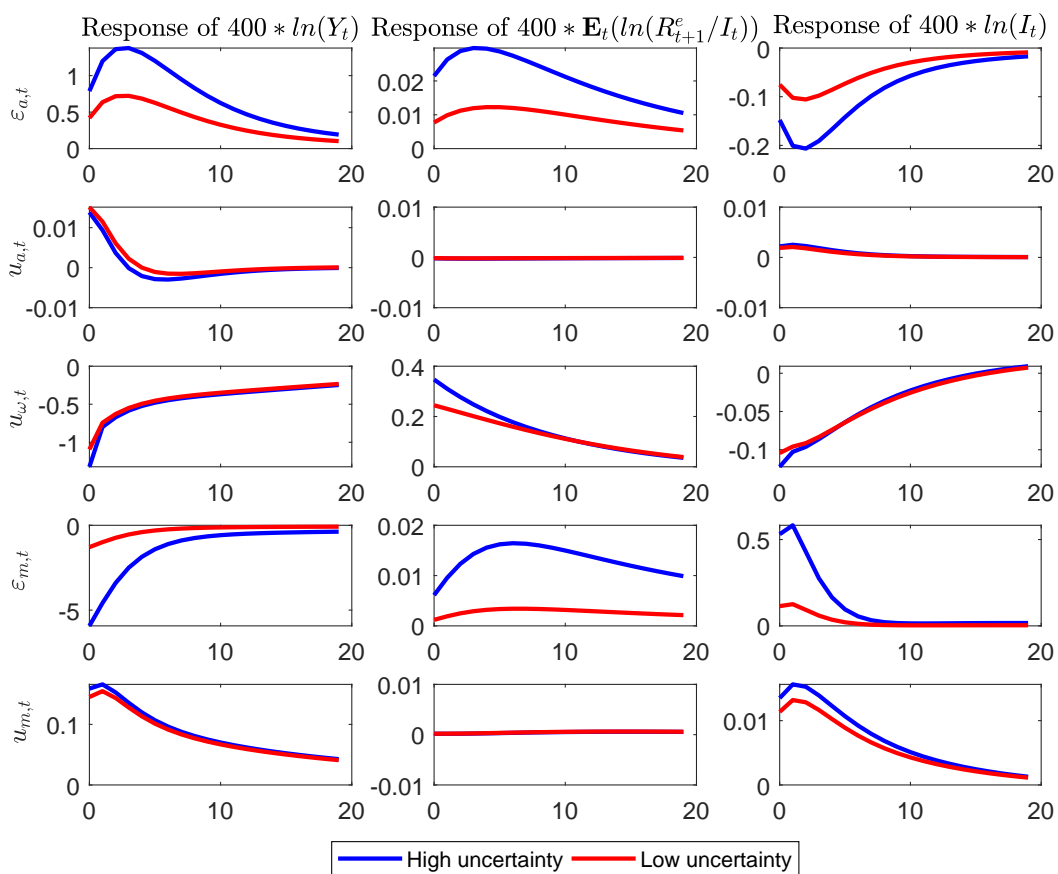 Response of 400 ∗ ln(Y_t)
Response of 400 ∗ E_t(ln(R^e_{t+1}/I_t))
Response of 400 ∗ ln(I_t)
ε_{a,t}
1
0.5
0
0 10 20
0.02
0.01
0
0 10 20
0
-0.1
-0.2
0 10 20
u_{a,t}
0.01
0
-0.01
0 10 20
0.01
0
-0.01
0 10 20
0.01
0
-0.01
0 10 20
u_{ω,t}
0
-0.5
-1
0 10 20
0.4
0.2
0
0 10 20
0
-0.05
-0.1
0 10 20
ε_{m,t}
0
-5
0 10 20
0.02
0.01
0
0 10 20
0.5
0
0 10 20
u_{m,t}
0.1
0
0 10 20
0.01
0
-0.01
0 10 20
0.01
0
0 10 20
High uncertainty
Low uncertainty